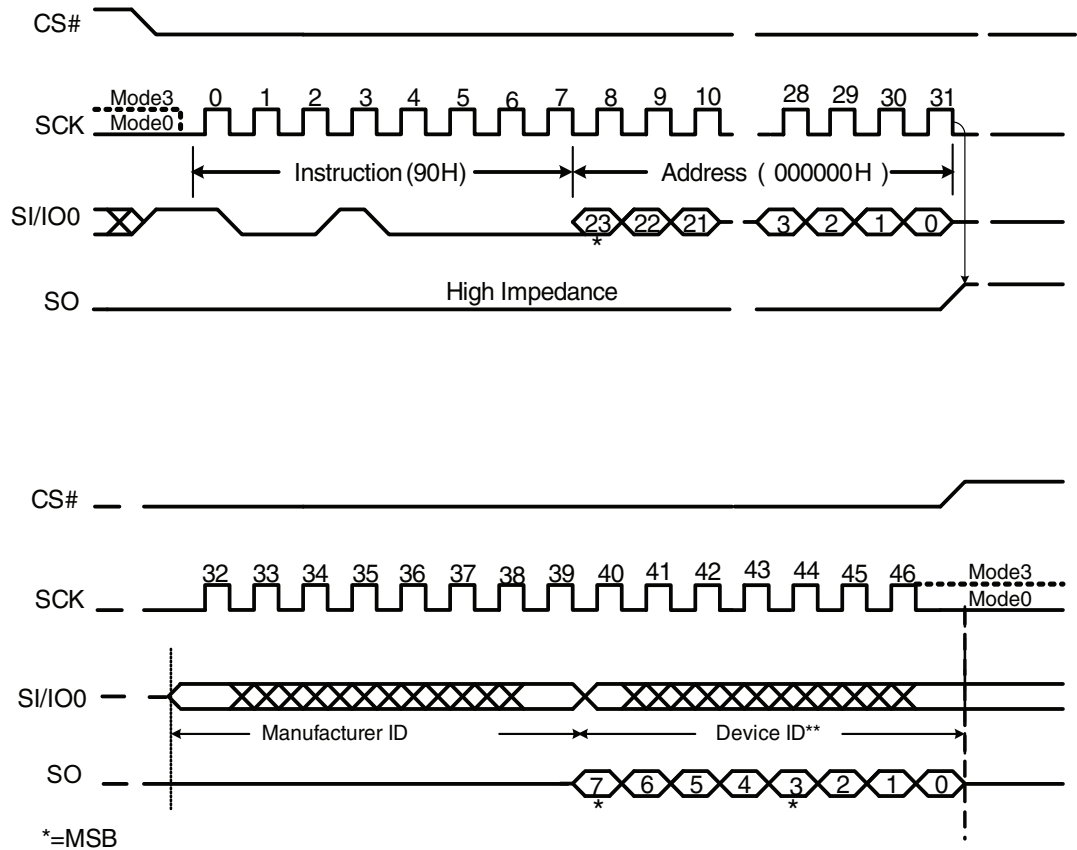 CS#
Mode3
Mode0
SCK
0 1 2 3 4 5 6 7 8 9 10 28 29 30 31
Instruction (90H)
Address ( 000000H )
SI/IO0
23 22 21 3 2 1 0
*
SO
High Impedance
CS#
SCK
32 33 34 35 36 37 38 39 40 41 42 43 44 45 46
Mode3
Mode0
SI/IO0
Manufacturer ID
Device ID**
SO
7 6 5 4 3 2 1 0
* *
*=MSB